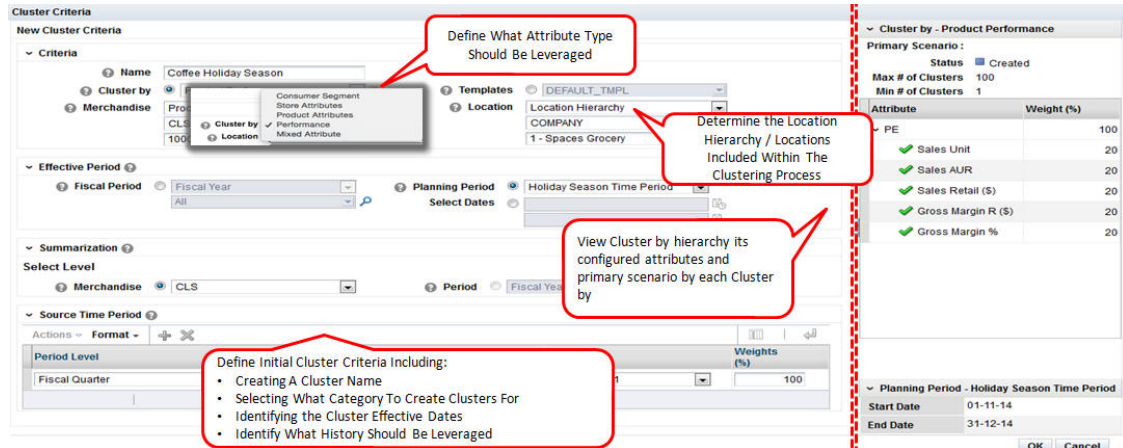 Cluster Criteria
New Cluster Criteria
Criteria
Name Coffee Holiday Season
Cluster by
Templates DEFAULT_TMPL
Merchandise
Location Location Hierarchy
CLS
COMPANY
1 - Spaces Grocery
Consumer Segment
Store Attributes
Product Attributes
Cluster by ✓ Performance
Location Mixed Attribute
Define What Attribute Type
Should Be Leveraged
Determine the Location
Hierarchy / Locations
Included Within The
Clustering Process
Effective Period
Fiscal Period Fiscal Year
All
Planning Period Holiday Season Time Period
Select Dates
View Cluster by hierarchy its
configured attributes and
primary scenario by each Cluster
by
Summarization
Select Level
Merchandise CLS
Period Fiscal Yea
Source Time Period
Actions Format
Period Level
Weights
(%)
Fiscal Quarter
1
100
Define Initial Cluster Criteria Including:
• Creating A Cluster Name
• Selecting What Category To Create Clusters For
• Identifying the Cluster Effective Dates
• Identify What History Should Be Leveraged
Cluster by - Product Performance
Primary Scenario :
Status Created
Max # of Clusters 100
Min # of Clusters 1
Attribute Weight (%)
PE 100
Sales Unit 20
Sales AUR 20
Sales Retail ($) 20
Gross Margin R ($) 20
Gross Margin % 20
Planning Period - Holiday Season Time Period
Start Date 01-11-14
End Date 31-12-14
OK Cancel